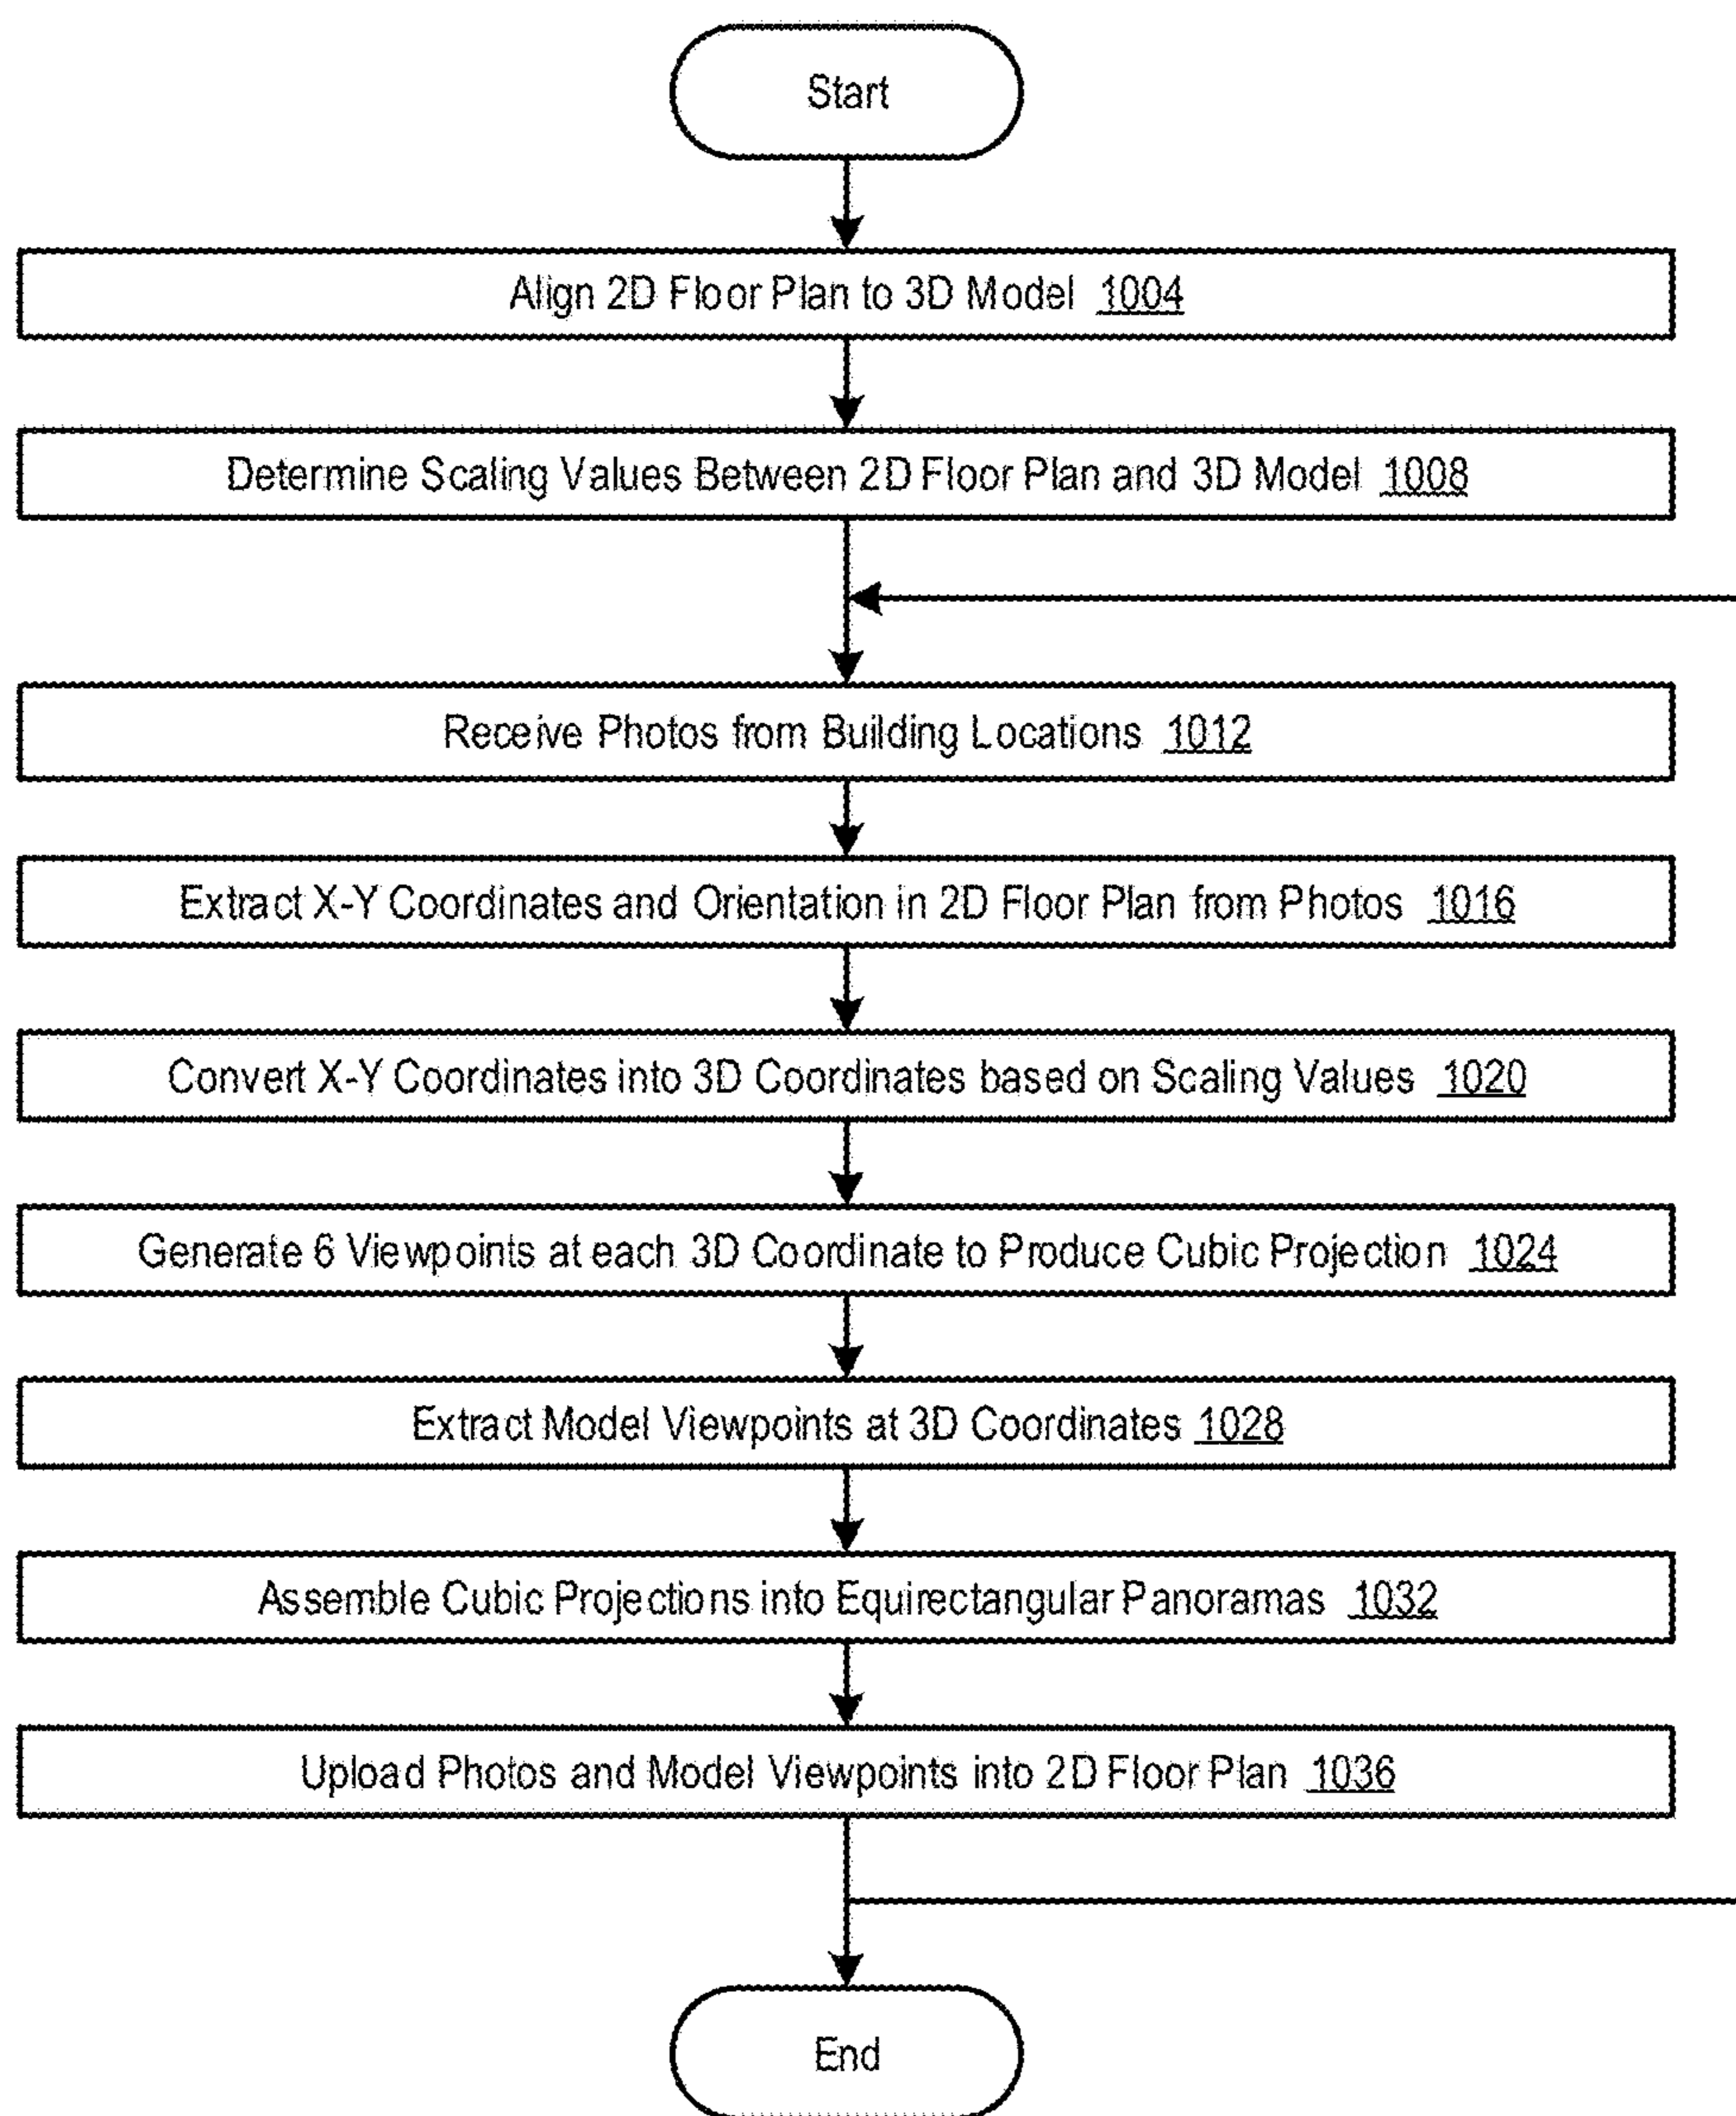 Start
Align 2D Floor Plan to 3D Model 1004
Determine Scaling Values Between 2D Floor Plan and 3D Model 1008
Receive Photos from Building Locations 1012
Extract X-Y Coordinates and Orientation in 2D Floor Plan from Photos 1016
Convert X-Y Coordinates into 3D Coordinates based on Scaling Values 1020
Generate 6 Viewpoints at each 3D Coordinate to Produce Cubic Projection 1024
Extract Model Viewpoints at 3D Coordinates 1028
Assemble Cubic Projections into Equirectangular Panoramas 1032
Upload Photos and Model Viewpoints into 2D Floor Plan 1036
End